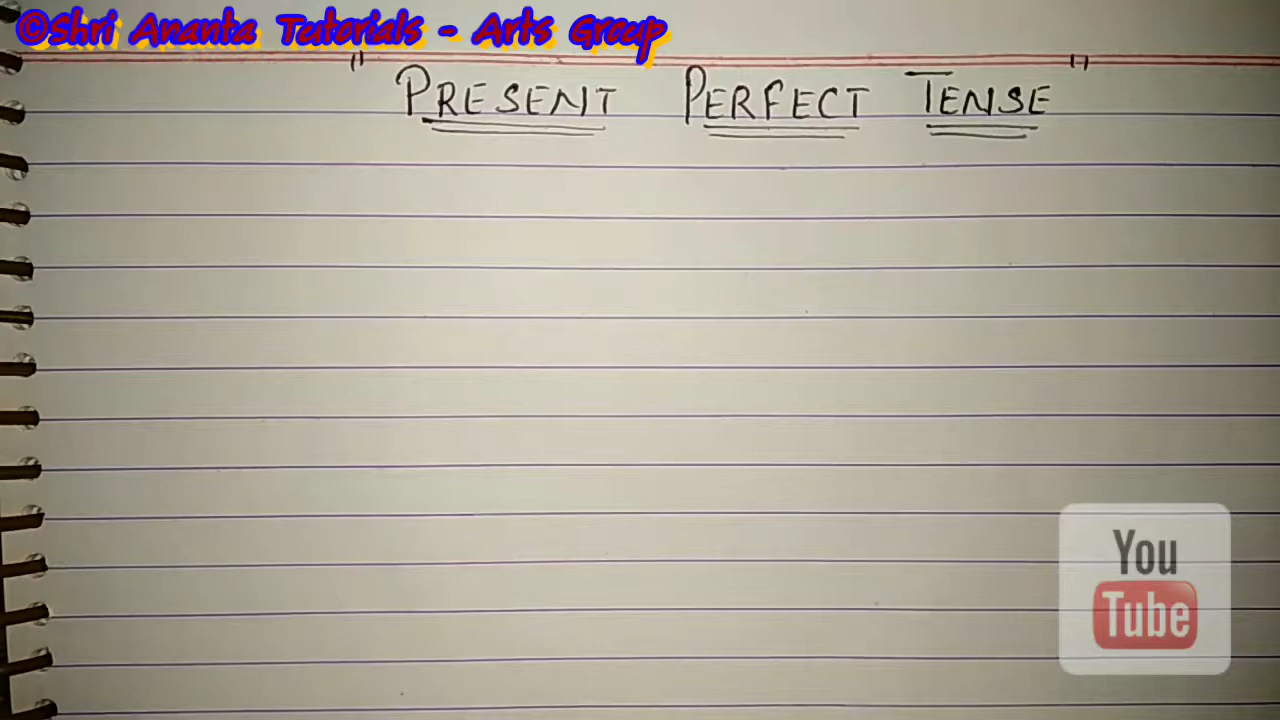 ©Shri Ananta Tutorials - Arts Group
" PRESENT PERFECT TENSE "
You
Tube